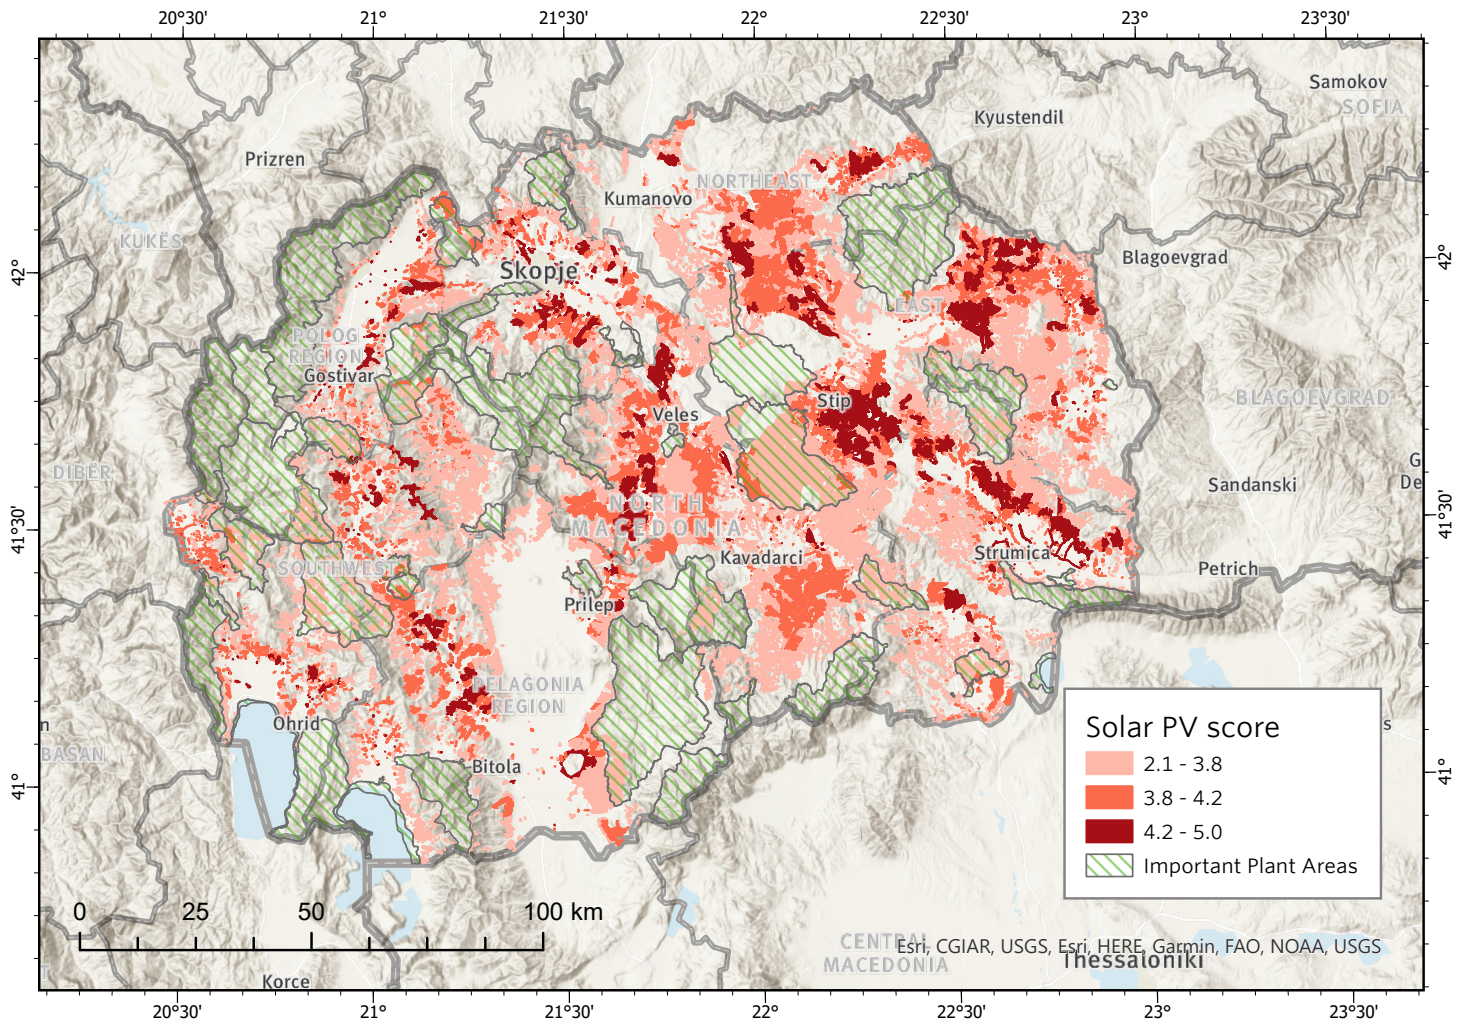 20°30' 21° 21°30' 22° 22°30' 23° 23°30'
Samokov
SOFIA
Kyustendil
Prizren
NORTHEAST
Kumanovo
KUKËS
Blagoevgrad
42°
Skopje
42°
EAST
POLOG
REGION
Gostivar
BLAGOEVGRAD
Stip
Veles
DIBËR
G
De
Sandanski
NORTH
MACEDONIA
41°30'
41°30'
Strumica
Kavadarci
SOUTHWEST
Petrich
Prilep
PELAGONIA
REGION
Ohrid
n
s
BASAN
Bitola
41°
41°
Solar PV score
2.1 - 3.8
3.8 - 4.2
4.2 - 5.0
Important Plant Areas
0 25 50 100 km
CENTRAL
MACEDONIA
Esri, CGIAR, USGS, Esri, HERE, Garmin, FAO, NOAA, USGS
Thessaloniki
T
Korce
20°30' 21° 21°30' 22° 22°30' 23° 23°30'